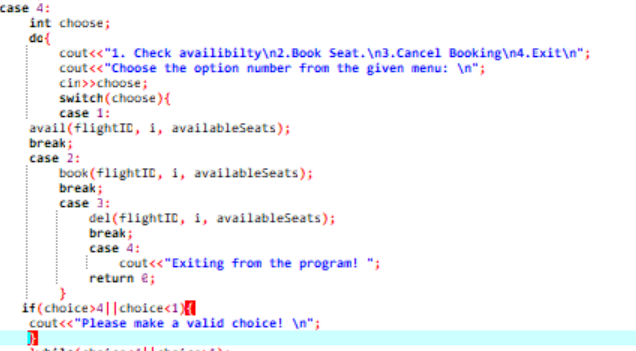 case 4:
int choose;
do{
cout<<"1. Check availibilty\n2.Book Seat.\n3.Cancel Booking\n4.Exit\n";
cout<<"Choose the option number from the given menu: \n";
cin>>choose;
switch(choose){
case 1:
avail(flightID, i, availableSeats);
break;
case 2:
book(flightID, i, availableSeats);
break;
case 3:
del(flightID, i, availableSeats);
break;
case 4:
cout<<"Exiting from the program! ";
return 0;
}
if(choice>4||choice<1){
cout<<"Please make a valid choice! \n";
}